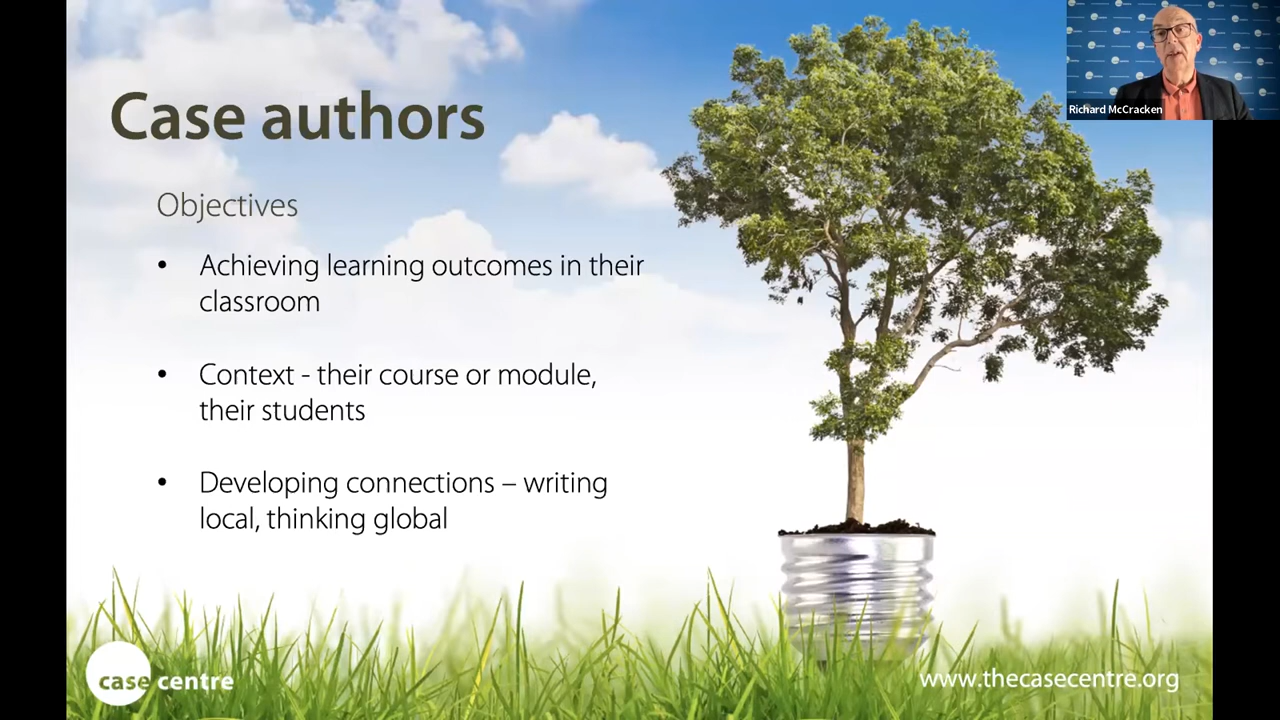 Case authors
Richard McCracken
Objectives
• Achieving learning outcomes in their
classroom
• Context - their course or module,
their students
• Developing connections – writing
local, thinking global
case centre
www.thecasecentre.org